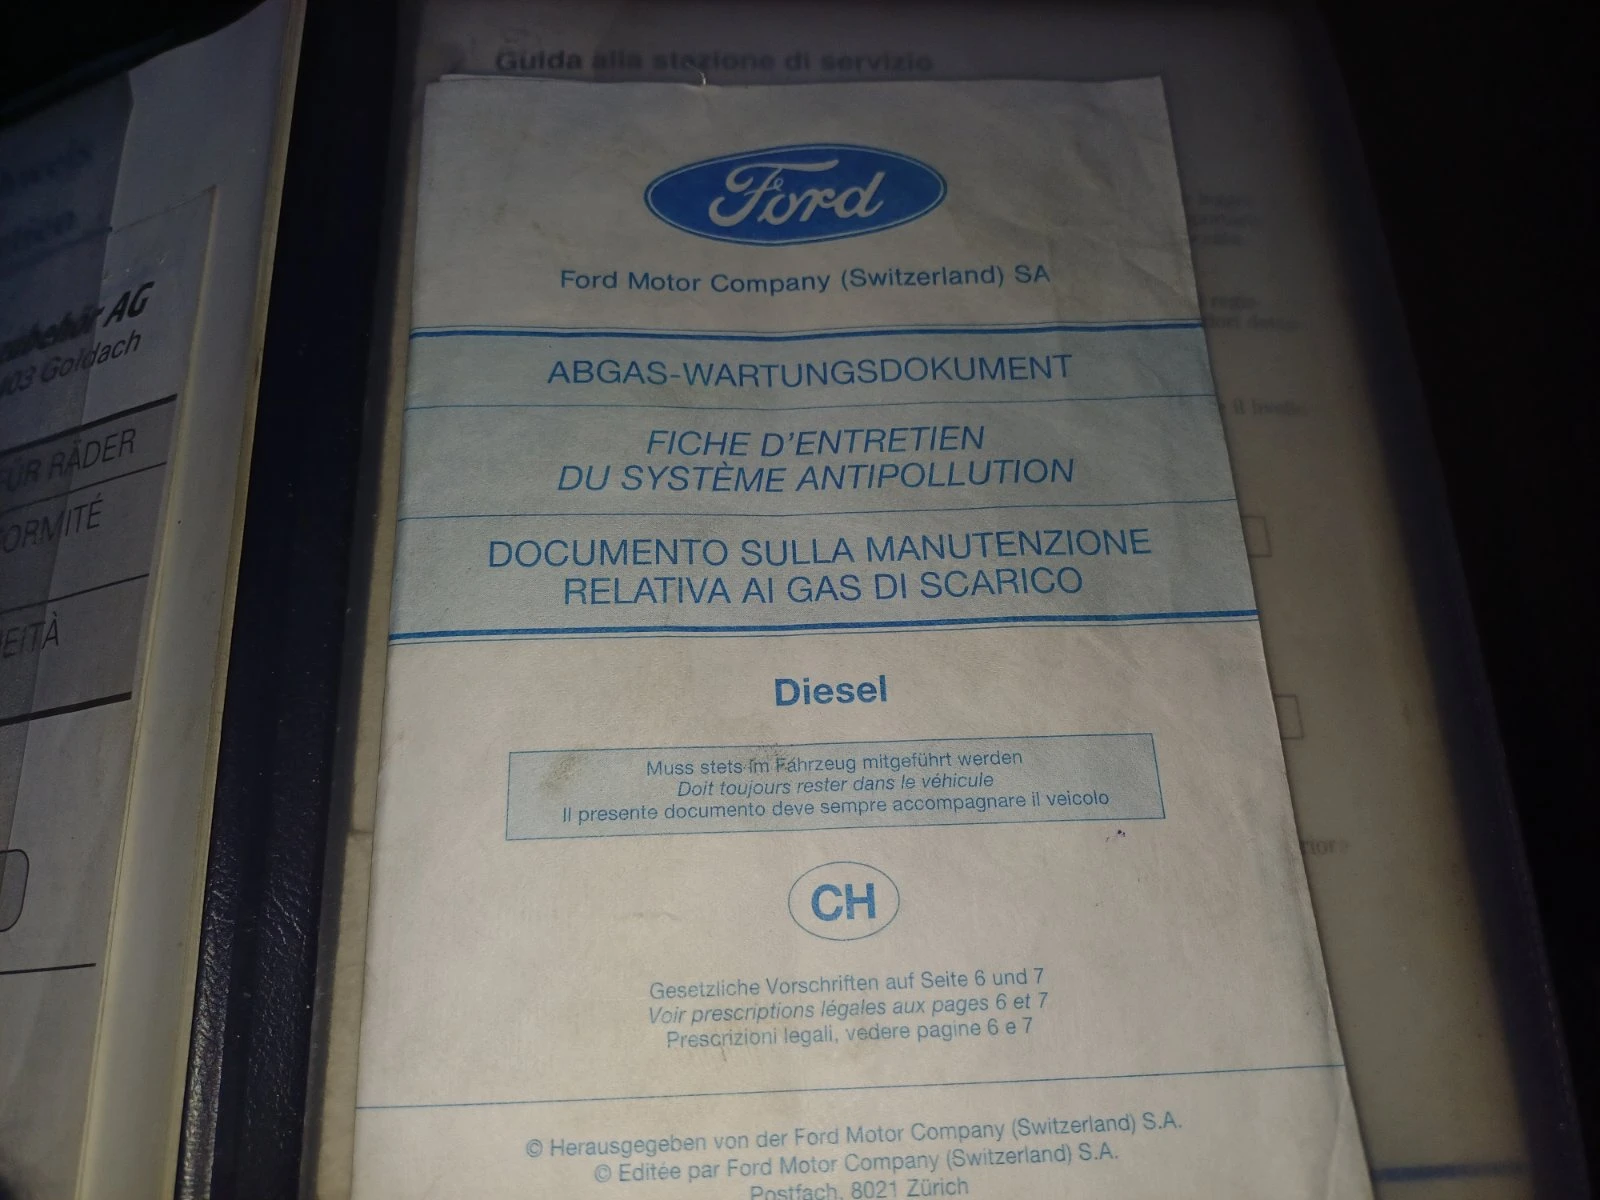 AG
Goldach
FÜR RÄDER
Guida alla stazione di servizio
Ford
Ford Motor Company (Switzerland) SA
ABGAS-WARTUNGSDOKUMENT
FICHE D'ENTRETIEN
DU SYSTÈME ANTIPOLLUTION
DOCUMENTO SULLA MANUTENZIONE
RELATIVA AI GAS DI SCARICO
Diesel
Muss stets im Fahrzeug mitgeführt werden
Doit toujours rester dans le véhicule
Il presente documento deve sempre accompagnare il veicolo
CH
Gesetzliche Vorschriften auf Seite 6 und 7
Voir prescriptions légales aux pages 6 et 7
Prescrizioni legali, vedere pagine 6 e 7
© Herausgegeben von der Ford Motor Company (Switzerland) S.A.
© Editée par Ford Motor Company (Switzerland) S.A.
Postfach, 8021 Zürich